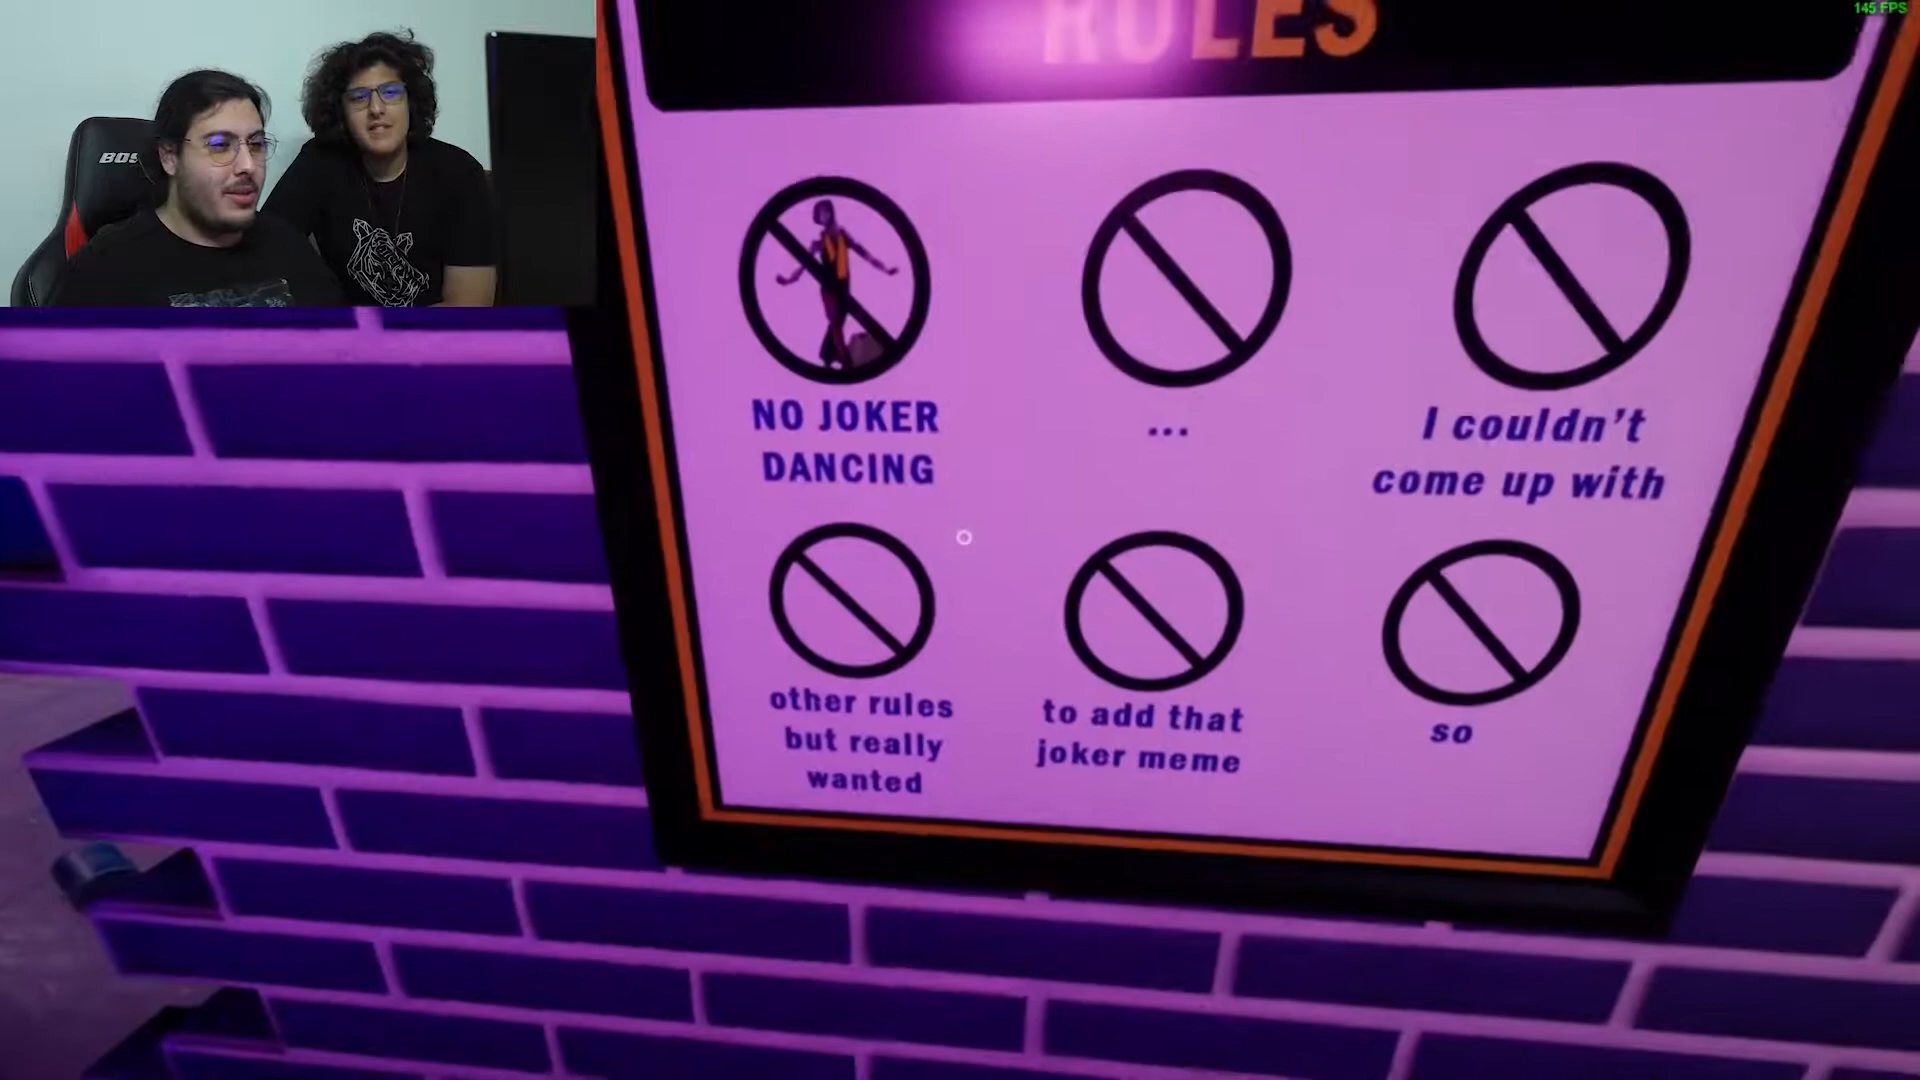 145 FPS
RULES
BOS
NO JOKER
DANCING
...
I couldn't
come up with
other rules
but really
wanted
to add that
joker meme
so